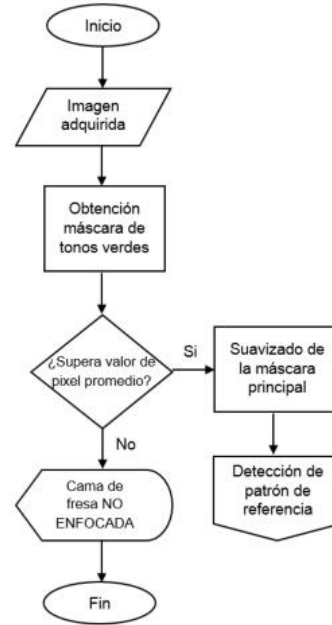 Inicio
Imagen
adquirida
Obtención
máscara de
tonos verdes
¿Supera valor de
pixel promedio?
Si
Suavizado de
la máscara
principal
No
Detección de
patrón de
referencia
Cama de
fresa NO
ENFOCADA
Fin